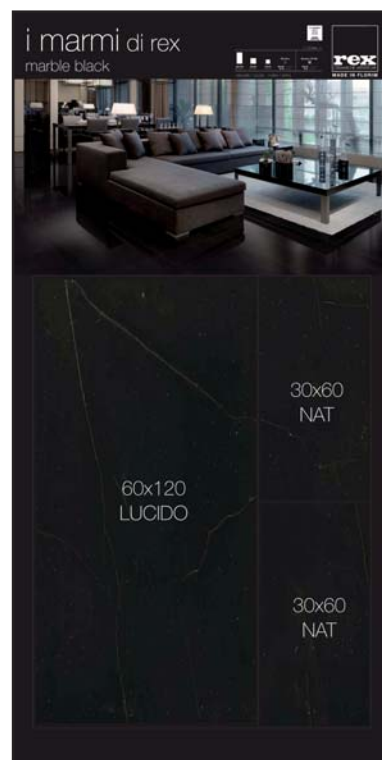 i marmi di rex
marble black
rex
MADE IN FLORIM
60x120
LUCIDO
30x60
NAT
30x60
NAT